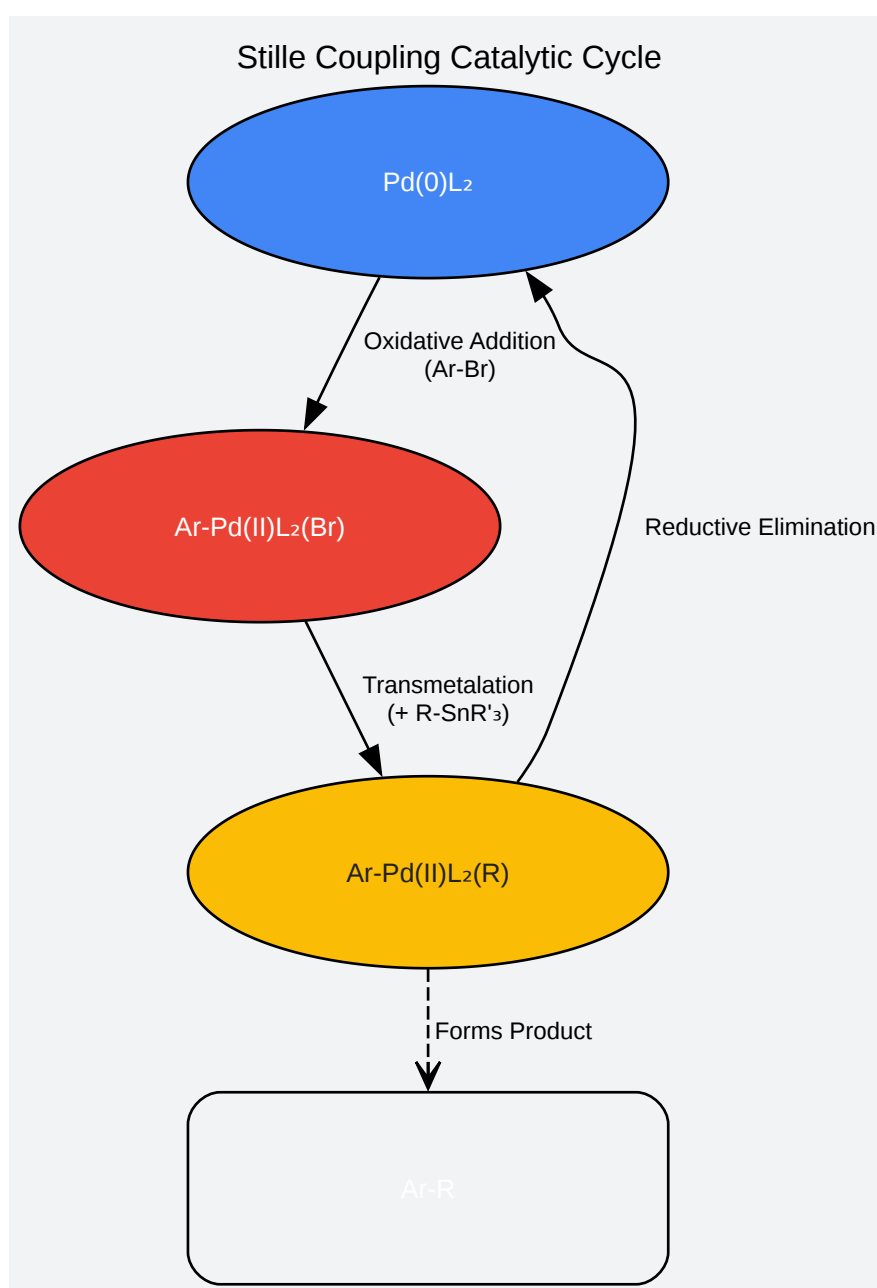 Stille Coupling Catalytic Cycle
Pd(0)L₂
Oxidative Addition
(Ar-Br)
Ar-Pd(II)L₂(Br)
Reductive Elimination
Transmetalation
(+ R-SnR'₃)
Ar-Pd(II)L₂(R)
Forms Product
Ar-R